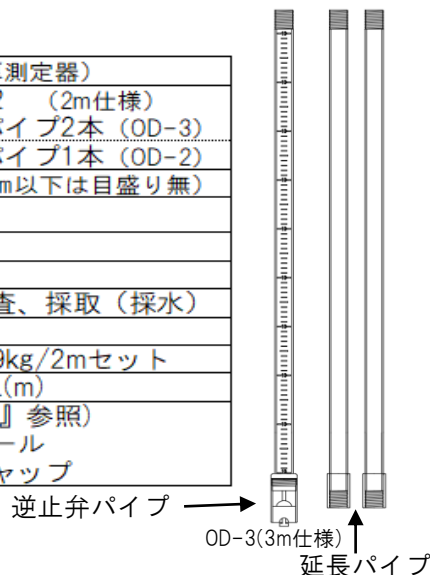 測定器）
（2m仕様）
パイプ2本（OD-3）
パイプ1本（OD-2）
m以下は目盛り無）
査、採取（採水）
9kg/2mセット
(m)
』参照）
ール
ャップ
逆止弁パイプ
OD-3(3m仕様)
延長パイプ